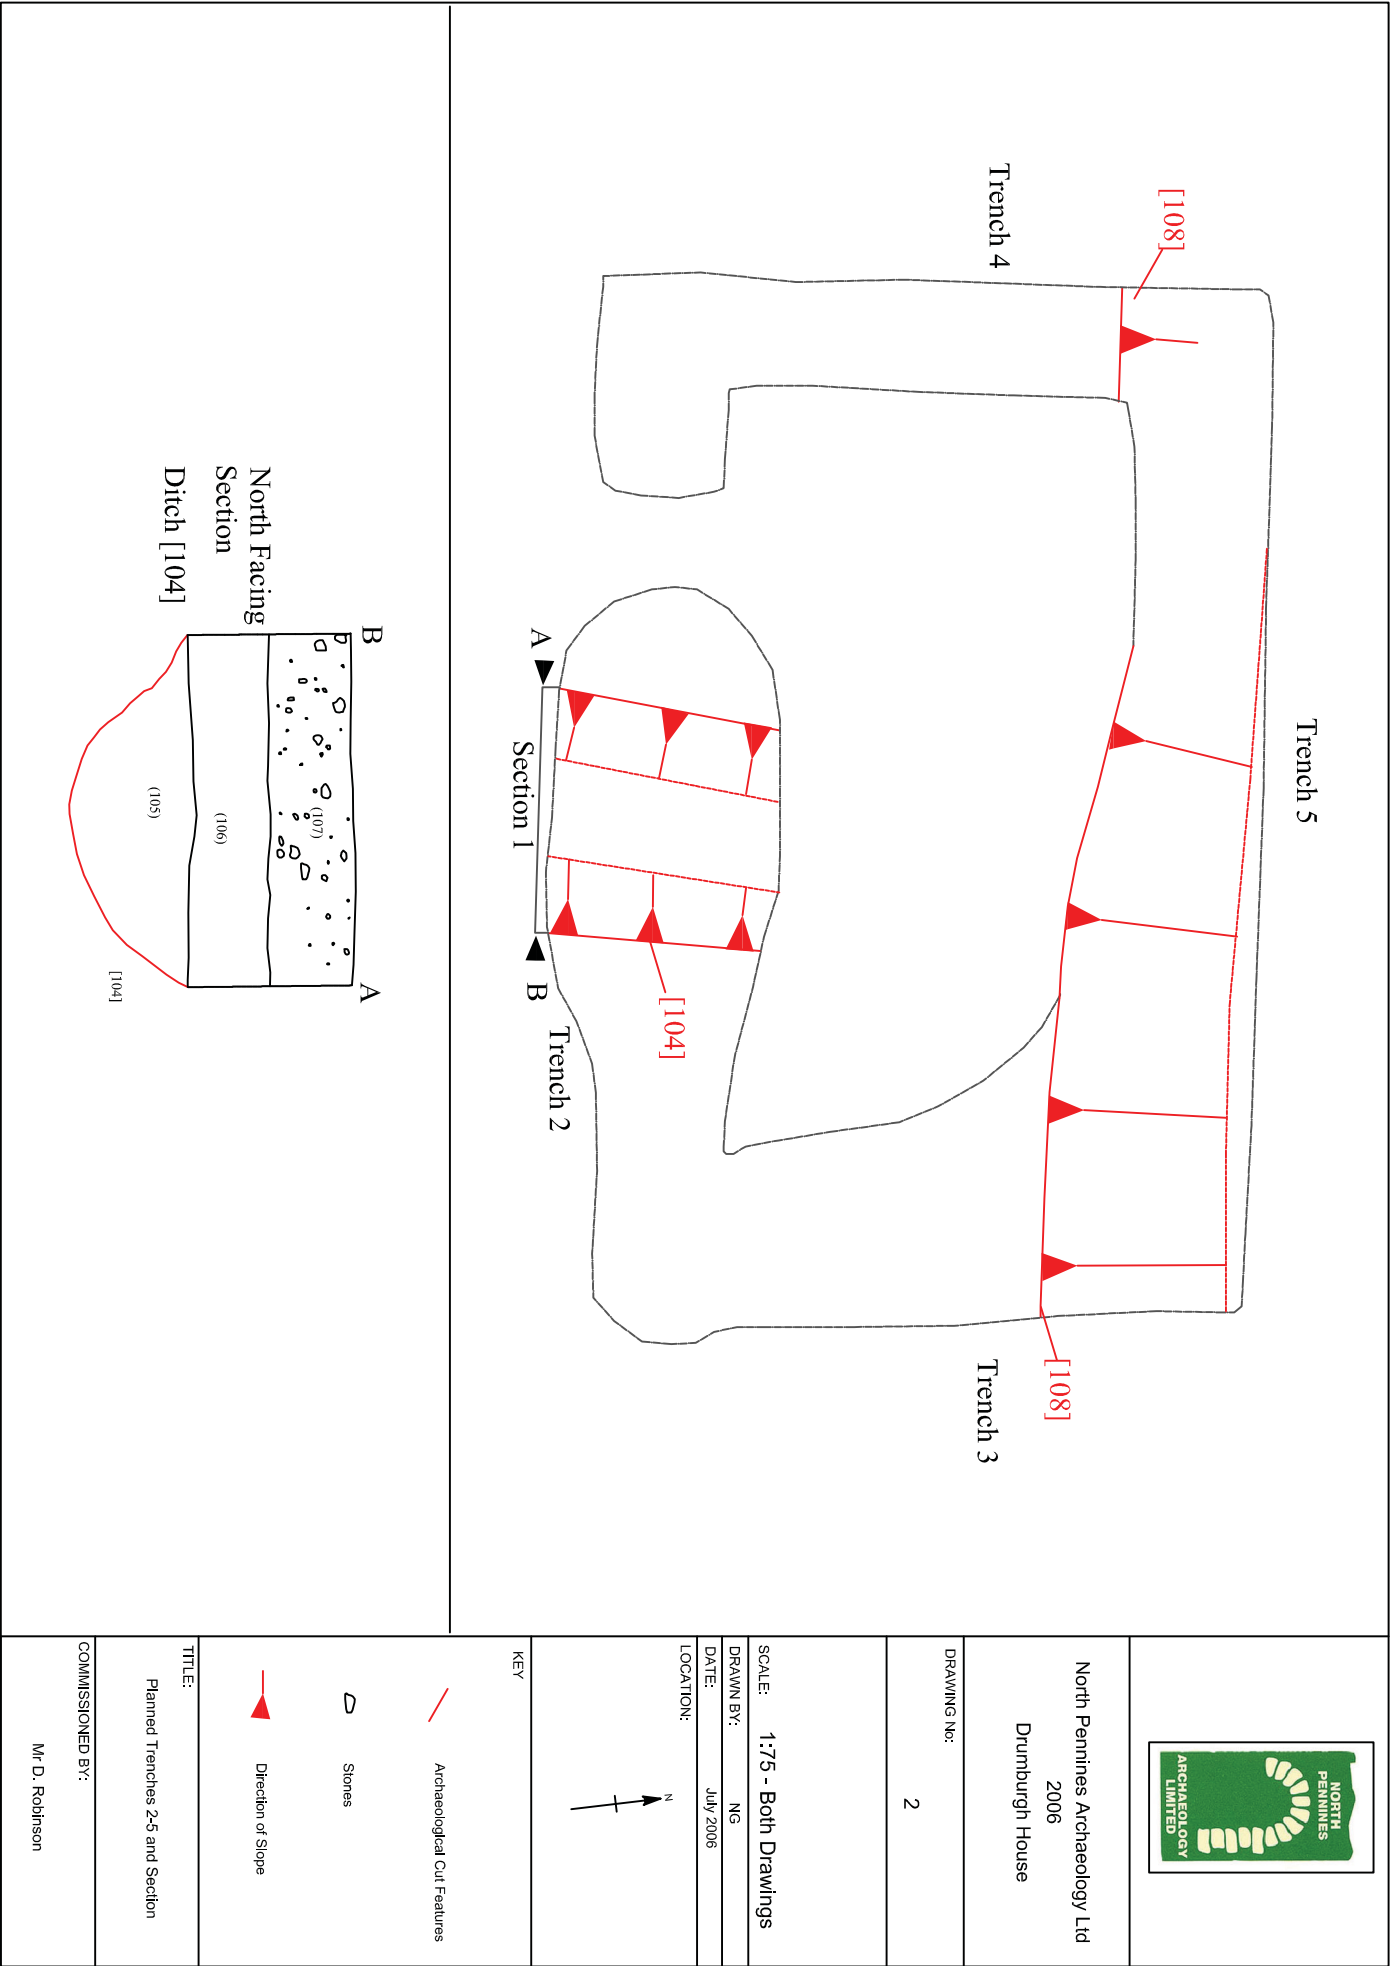 Trench 5
[108]
Trench 4
[108]
Trench 3
[104]
A
Section 1
B
Trench 2
North Facing
Section
Ditch [104]
B
A
(107)
(106)
(105)
[104]
NORTH
PENNINES
ARCHAEOLOGY
LIMITED
North Pennines Archaeology Ltd
2006
Drumburgh House
DRAWING No:
2
SCALE: 1:75 - Both Drawings
DRAWN BY: NG
DATE: July 2006
LOCATION:
N
KEY
Archaeological Cut Features
Stones
Direction of Slope
TITLE:
Planned Trenches 2-5 and Section
COMMISSIONED BY:
Mr D. Robinson